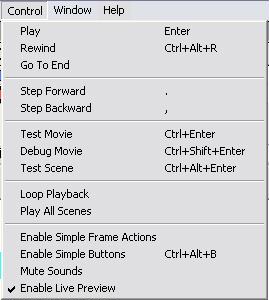 Control Window Help
Play Enter
Rewind Ctrl+Alt+R
Go To End
Step Forward .
Step Backward ,
Test Movie Ctrl+Enter
Debug Movie Ctrl+Shift+Enter
Test Scene Ctrl+Alt+Enter
Loop Playback
Play All Scenes
Enable Simple Frame Actions
Enable Simple Buttons Ctrl+Alt+B
Mute Sounds
Enable Live Preview